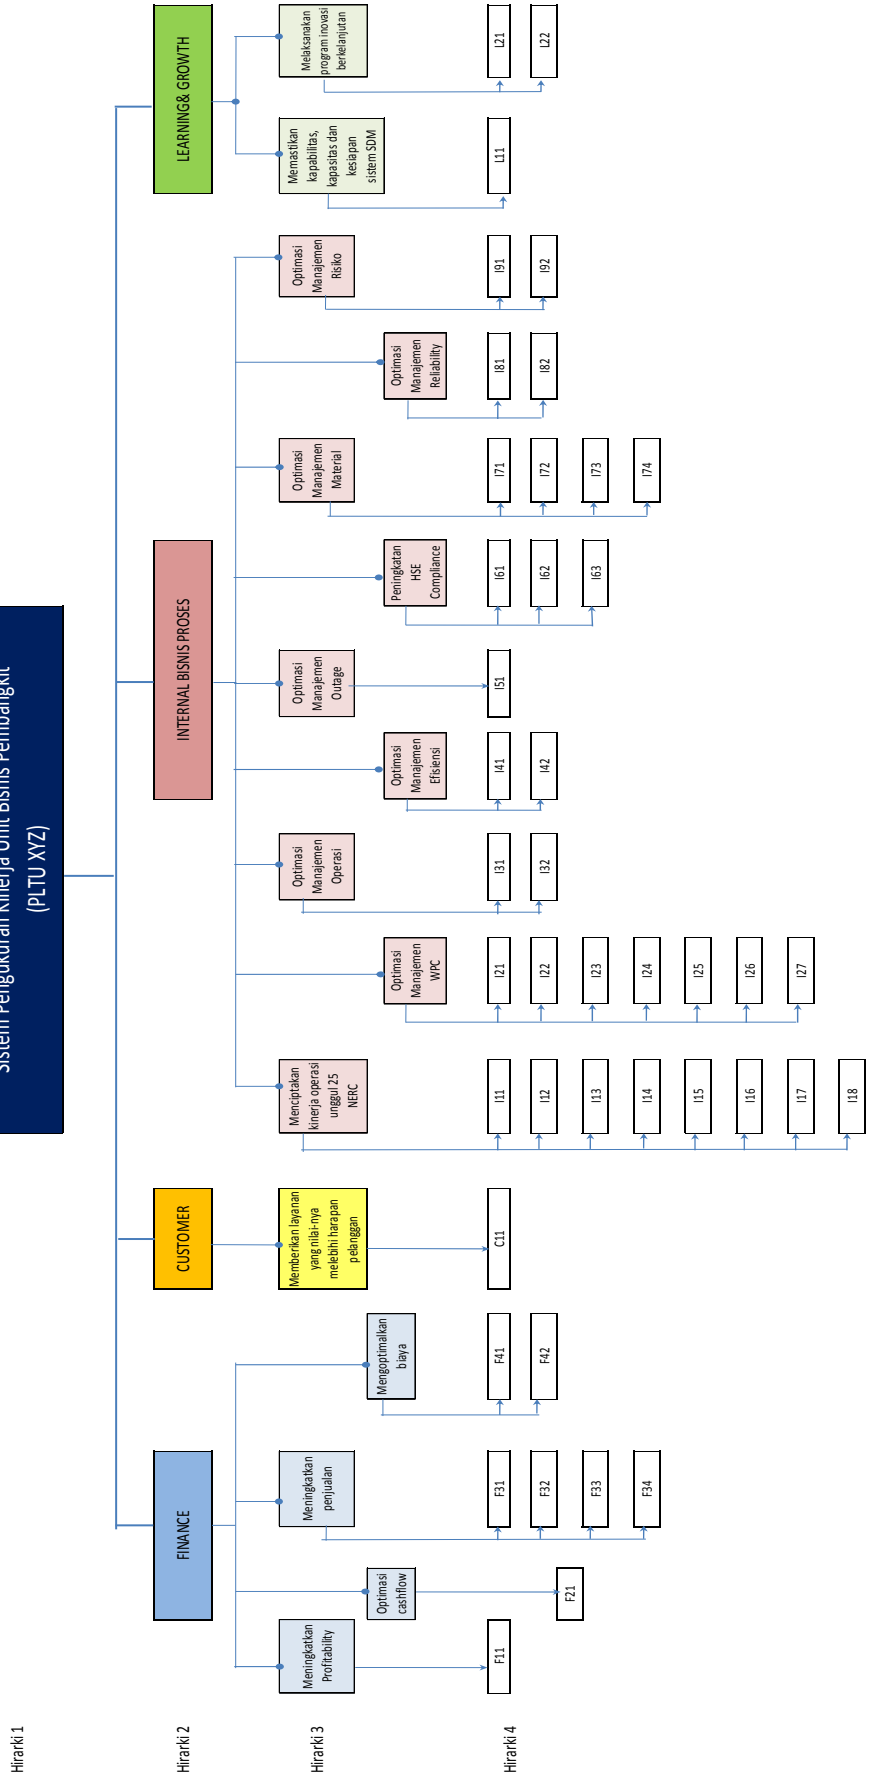 Sistem Pengukuran Kinerja Unit Bisnis Pembangkit
(PLTU XYZ)
Hirarki 1
Hirarki 2
FINANCE
CUSTOMER
INTERNAL BISNIS PROSES
LEARNING& GROWTH
Hirarki 3
Meningkatkan
Profitability
Optimasi
cashflow
Meningkatkan
penjualan
Mengoptimalkan
biaya
Memberikan layanan
yang nilai-nya
melebihi harapan
pelanggan
Menciptakan
kinerja operasi
unggul 25
NERC
Optimasi
Manajemen
WPC
Optimasi
Manajemen
Operasi
Optimasi
Manajemen
Efisiensi
Optimasi
Manajemen
Outage
Peningkatan
HSE
Compliance
Optimasi
Manajemen
Material
Optimasi
Manajemen
Reliability
Optimasi
Manajemen
Risiko
Memastikan
kapabilitas,
kapasitas dan
kesiapan
sistem SDM
Melaksanakan
program inovasi
berkelanjutan
Hirarki 4
F11
F21
F31
F32
F33
F34
F41
F42
C11
I11
I12
I13
I14
I15
I16
I17
I18
I21
I22
I23
I24
I25
I26
I27
I31
I32
I41
I42
I51
I61
I62
I63
I71
I72
I73
I74
I81
I82
I91
I92
L11
L21
L22